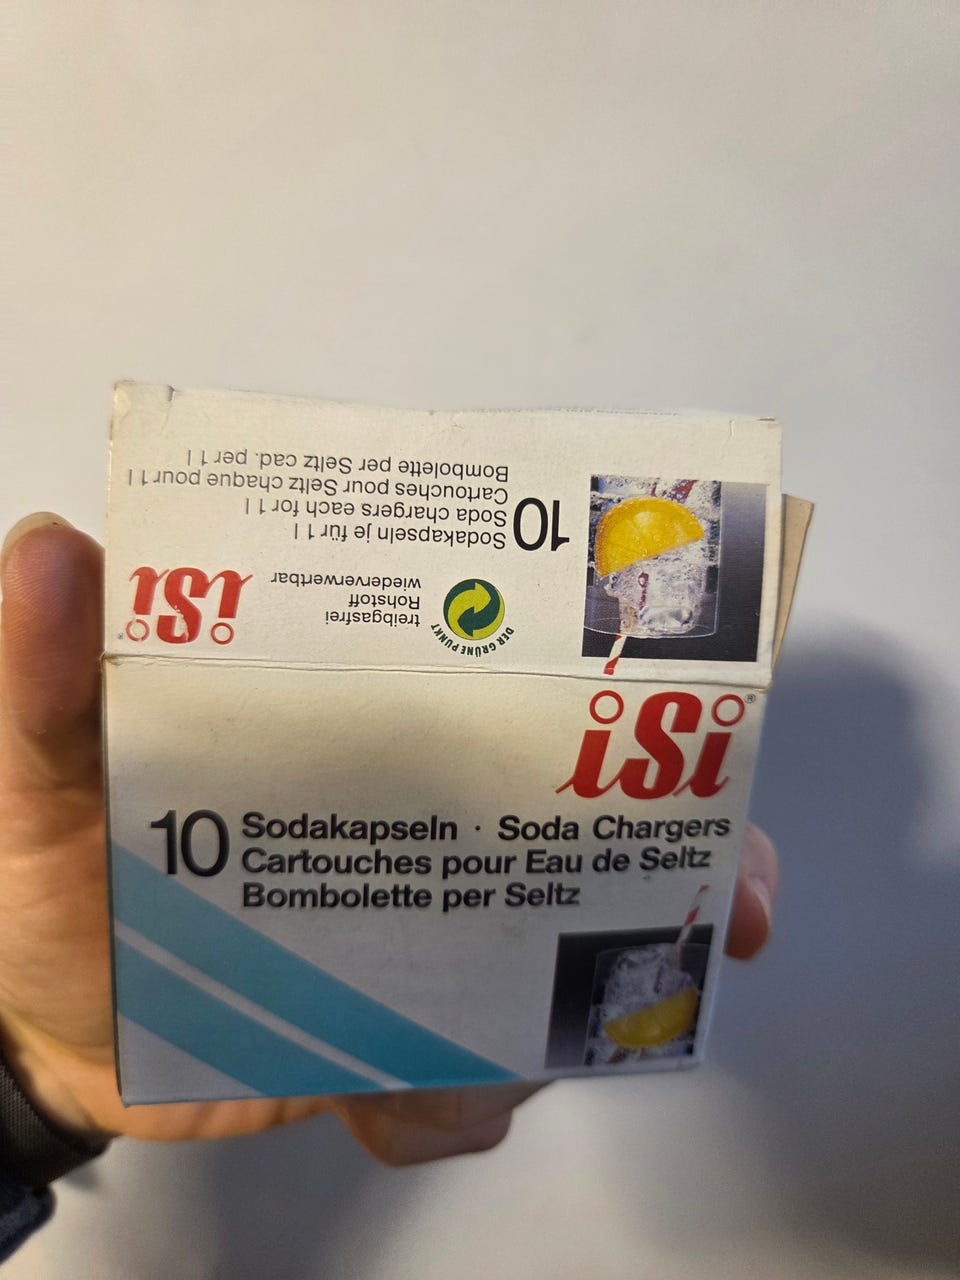 Bombolette per Seltz cad. per 1 l
Cartouches pour Seltz chaque pour 1 l
Soda chargers each for 1 l
Sodakapseln je für 1 l
10
treibgasfrei
Rohstoff
wiederverwertbar
DER GRÜNE PUNKT
iSi®
iSi®
10 Sodakapseln · Soda Chargers
Cartouches pour Eau de Seltz
Bombolette per Seltz